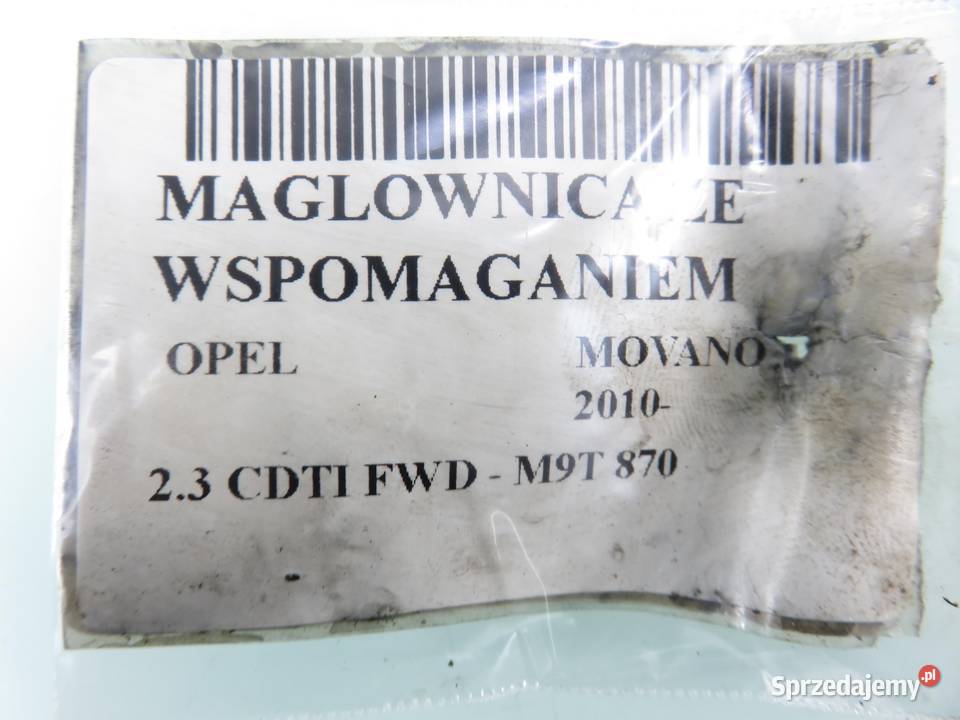 MAGLOWNICA ZE
WSPOMAGANIEM
OPEL MOVANO
2010-
2.3 CDTI FWD - M9T 870
Sprzedajemy.pl